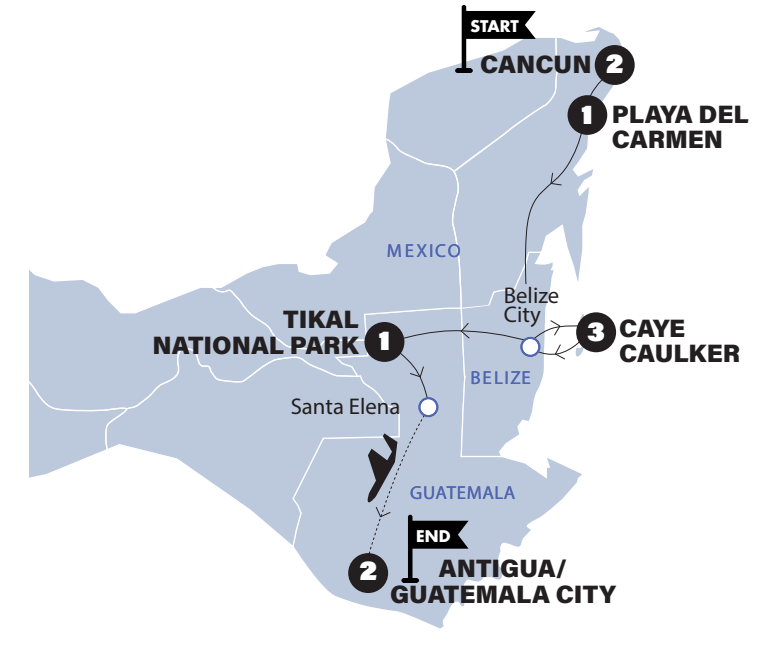 START
CANCUN 2
1 PLAYA DEL
CARMEN
MEXICO
Belize
City
TIKAL
NATIONAL PARK 1
3 CAYE
CAULKER
BELIZE
Santa Elena
GUATEMALA
END
2 ANTIGUA/
GUATEMALA CITY